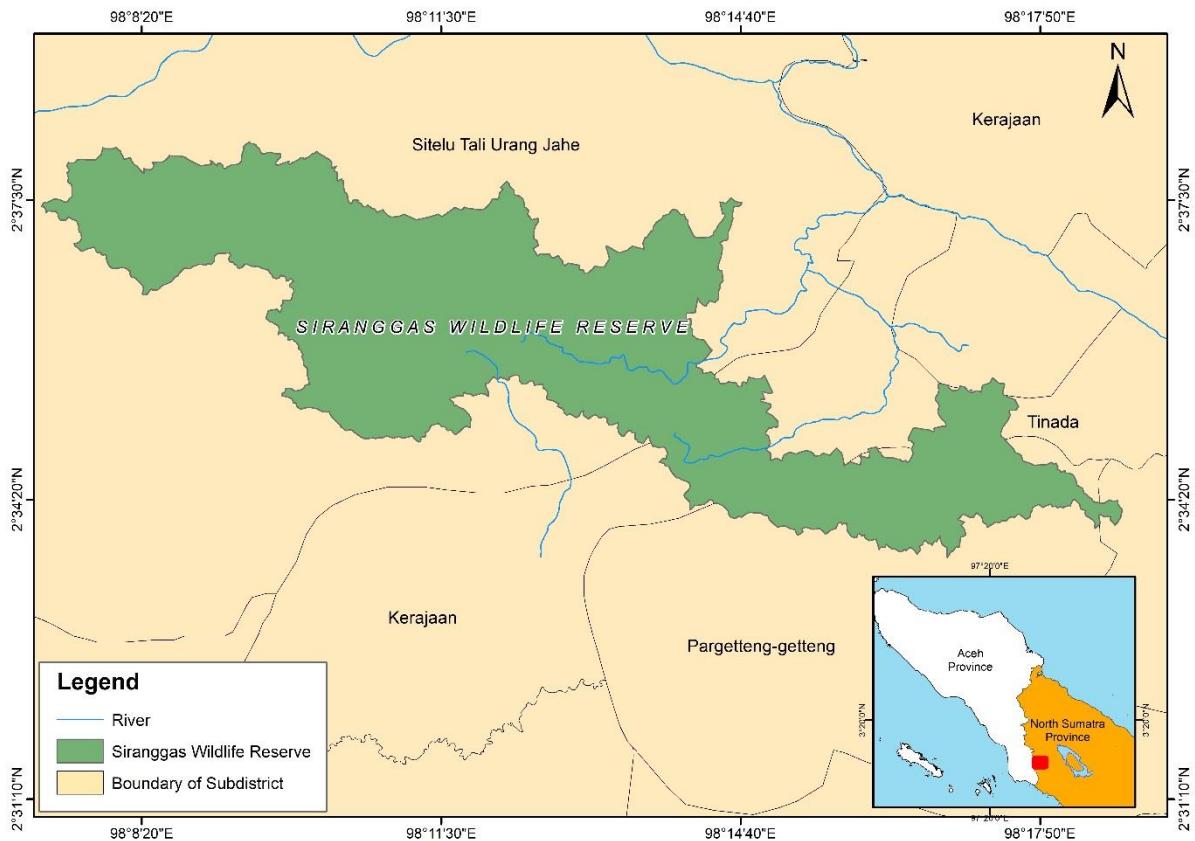 98°8'20"E
98°11'30"E
98°14'40"E
98°17'50"E
N
Kerajaan
Sitelu Tali Urang Jahe
2°37'30"N
2°37'30"N
SIRANGGAS WILDLIFE RESERVE
Tinada
2°34'20"N
2°34'20"N
Kerajaan
Pargetteng-getteng
97°20'0"E
Aceh
Province
North Sumatra
Province
3°20'0"N
3°20'0"N
97°20'0"E
Legend
River
Siranggas Wildlife Reserve
Boundary of Subdistrict
2°31'10"N
2°31'10"N
98°8'20"E
98°11'30"E
98°14'40"E
98°17'50"E